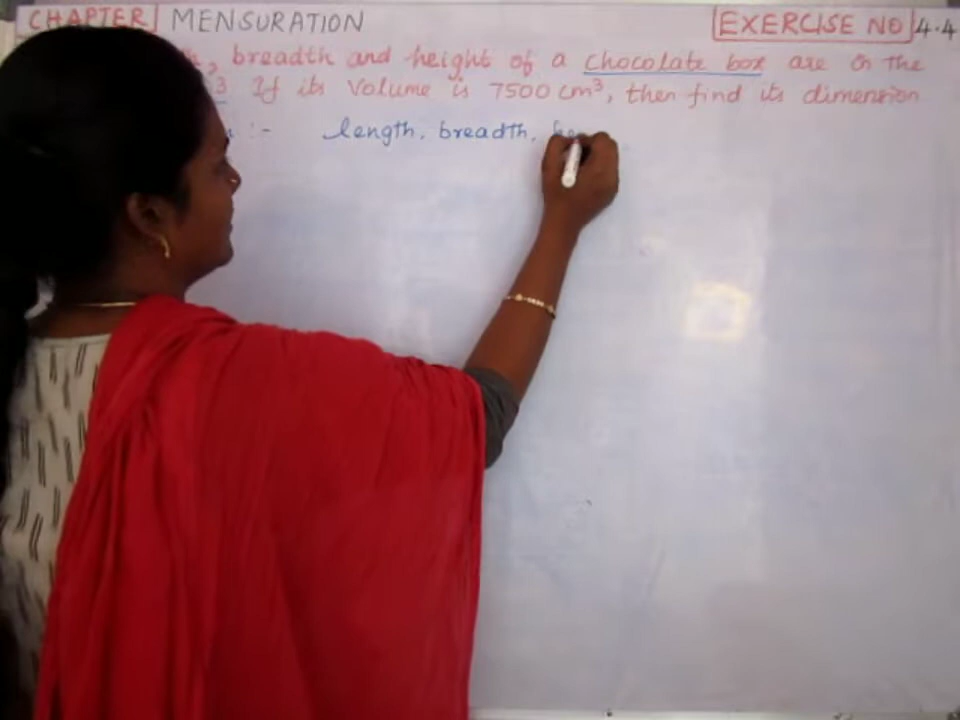 CHAPTER MENSURATION EXERCISE NO 4.4
, breadth and height of a chocolate box are in the
3 If its volume is 7500 cm³, then find its dimension
:- length, breadth,